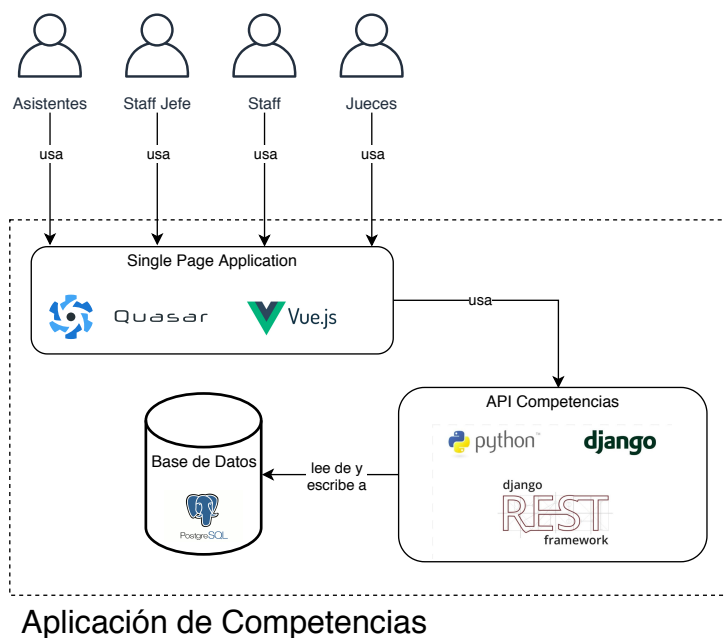 Asistentes
Staff Jefe
Staff
Jueces
usa
usa
usa
usa
Single Page Application
Quasar
Vue.js
usa
API Competencias
python™
django
django
REST
framework
lee de y
escribe a
Base de Datos
PostgreSQL
Aplicación de Competencias